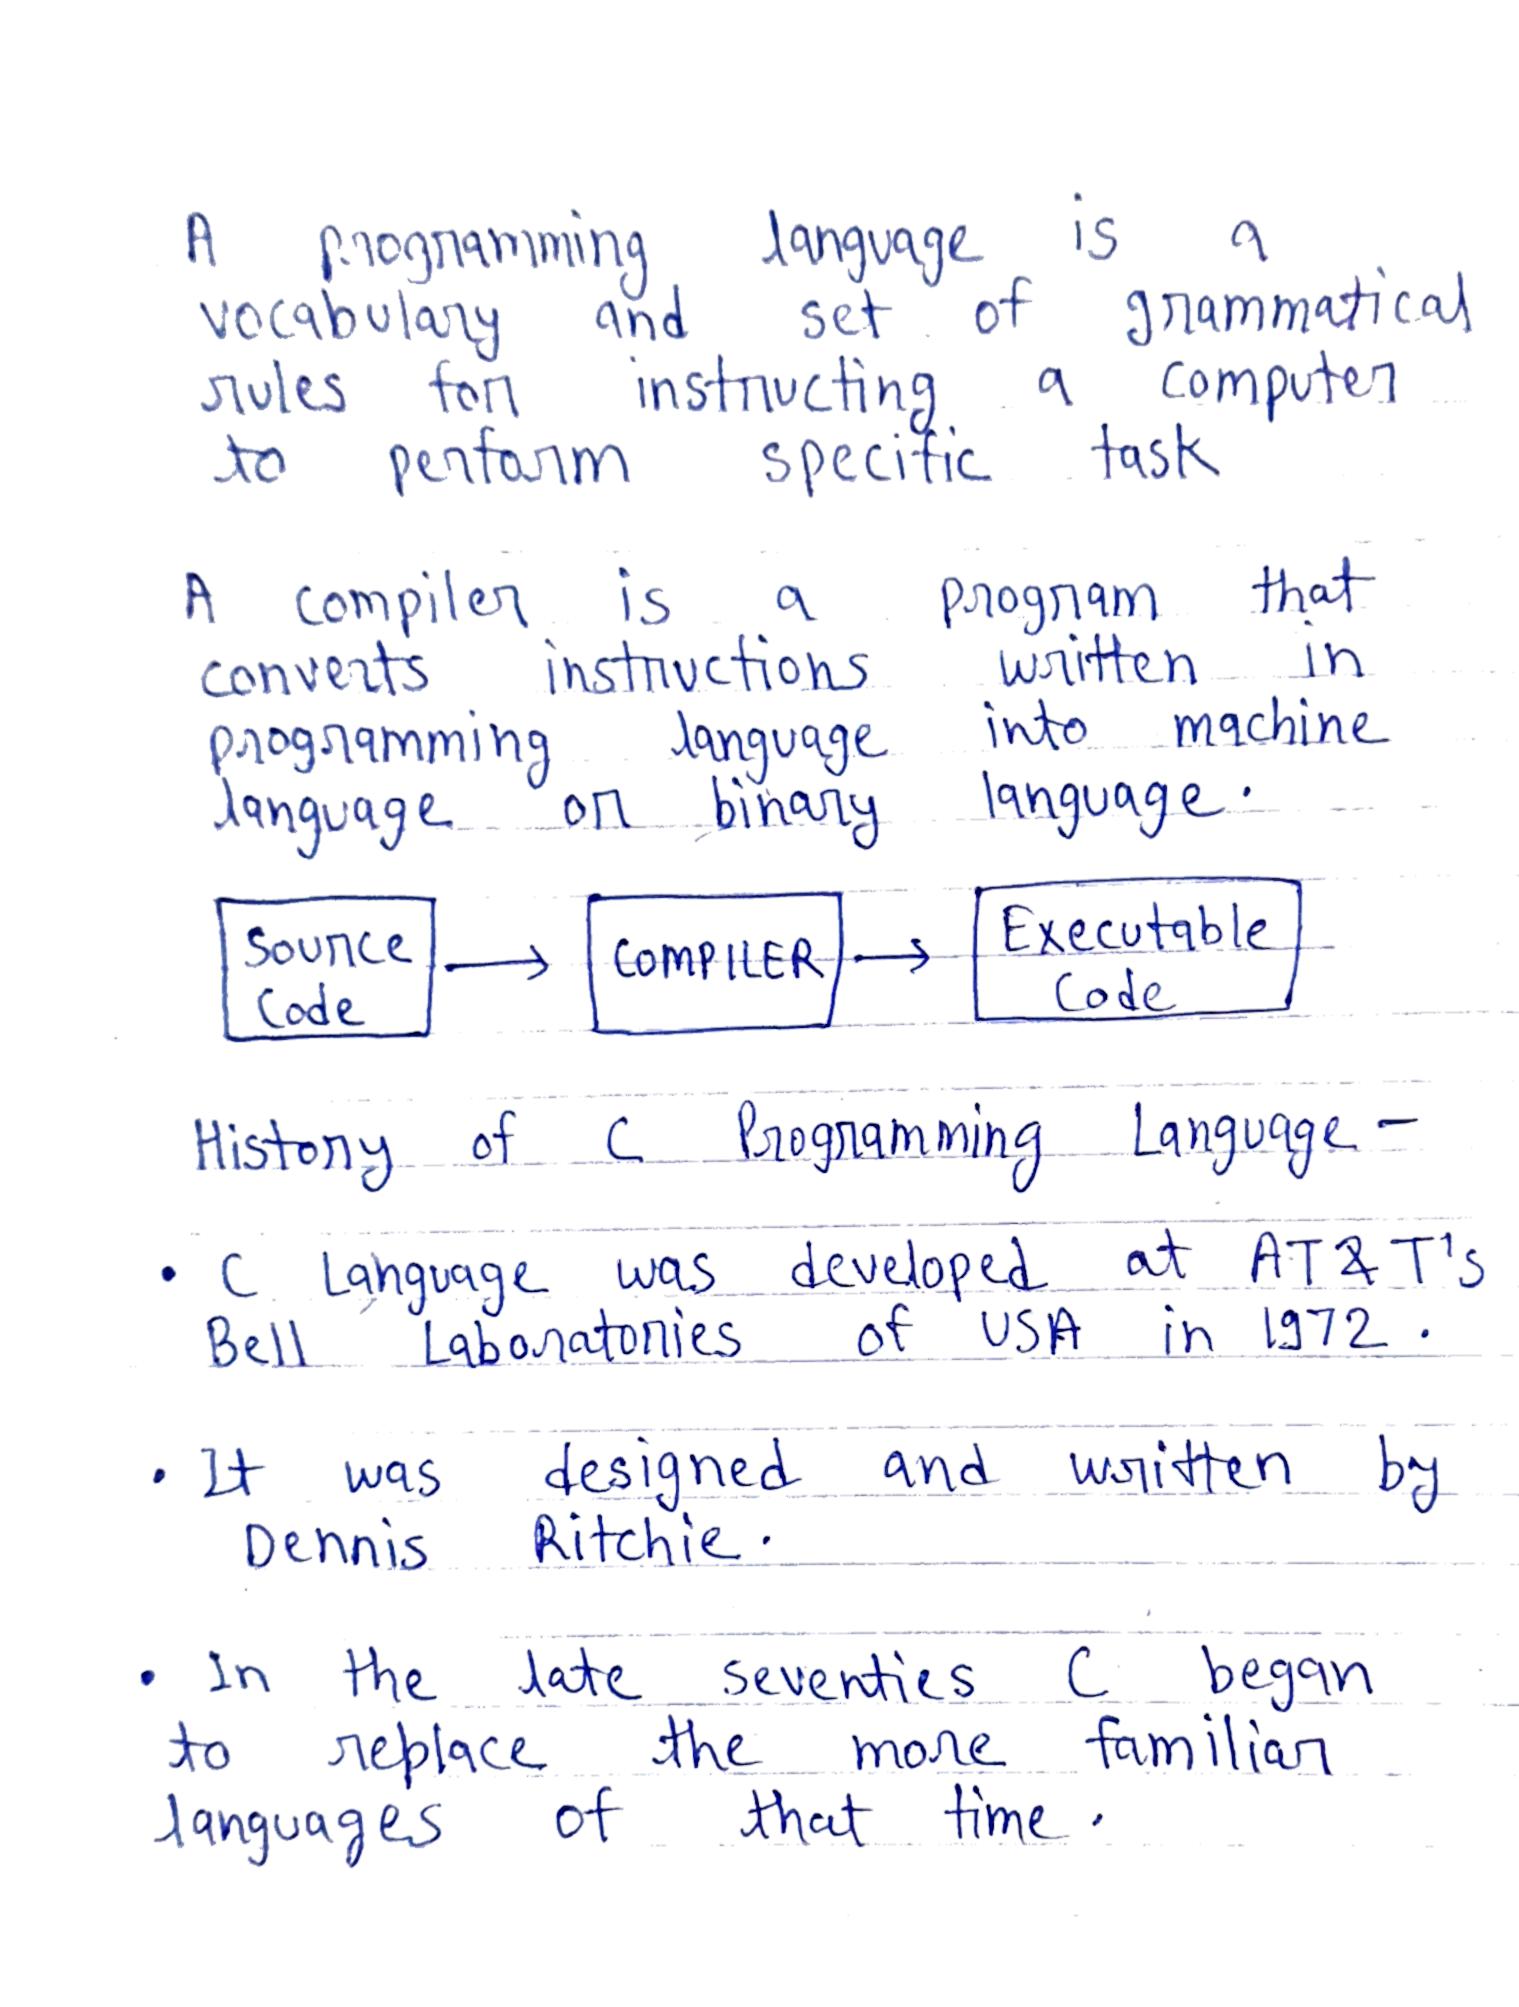 A programming language is a
vocabulary and set of grammatical
rules for instructing a computer
to perform specific task
A compiler is a program that
converts instructions written in
programming language into machine
language or binary language.
Source
Code
COMPILER
Executable
Code
History of C Programming Language -
• C Language was developed at AT&T's
Bell Laboratories of USA in 1972.
• It was designed and written by
Dennis Ritchie.
• In the late seventies C began
to replace the more familiar
languages of that time.